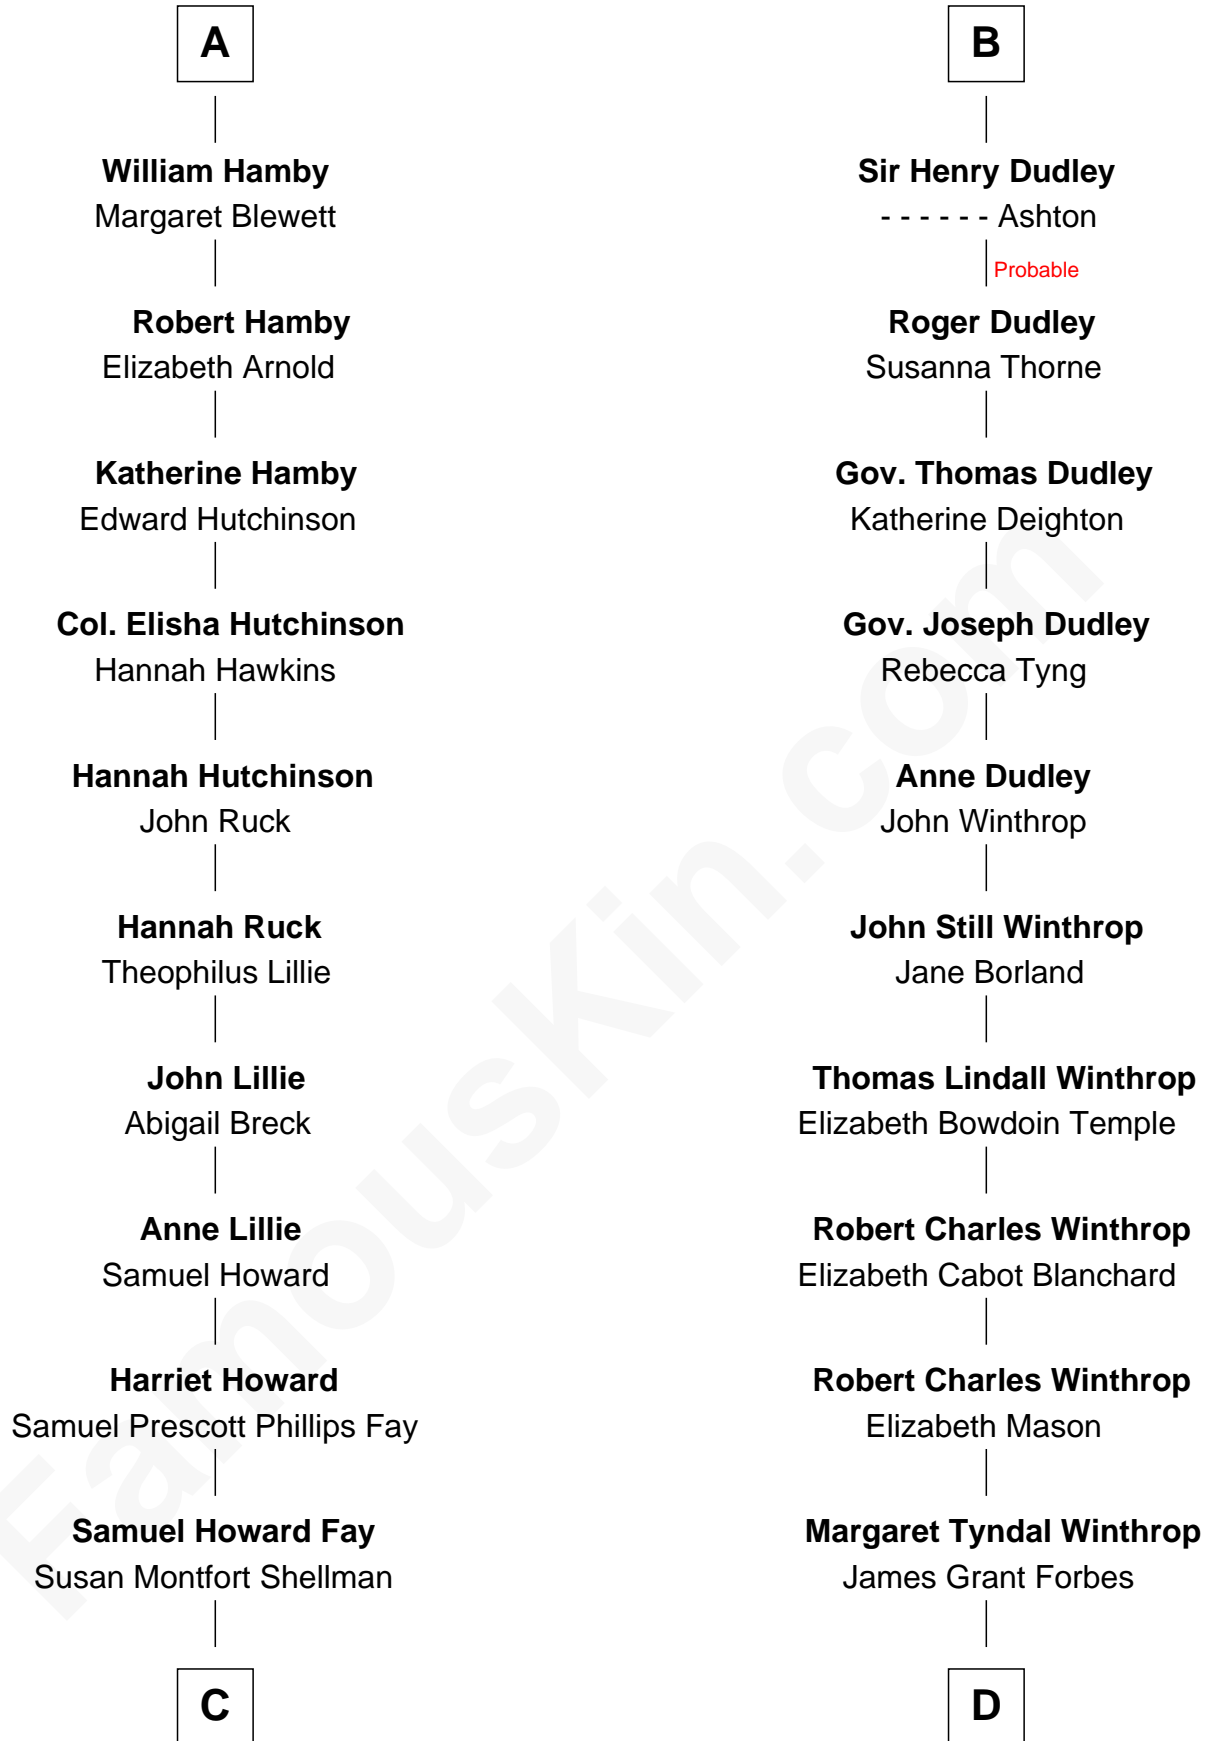 A
William Hamby
Margaret Blewett
Robert Hamby
Elizabeth Arnold
Katherine Hamby
Edward Hutchinson
Col. Elisha Hutchinson
Hannah Hawkins
Hannah Hutchinson
John Ruck
Hannah Ruck
Theophilus Lillie
John Lillie
Abigail Breck
Anne Lillie
Samuel Howard
Harriet Howard
Samuel Prescott Phillips Fay
Samuel Howard Fay
Susan Montfort Shellman
C
B
Sir Henry Dudley
- - - - - - Ashton
Probable
Roger Dudley
Susanna Thorne
Gov. Thomas Dudley
Katherine Deighton
Gov. Joseph Dudley
Rebecca Tyng
Anne Dudley
John Winthrop
John Still Winthrop
Jane Borland
Thomas Lindall Winthrop
Elizabeth Bowdoin Temple
Robert Charles Winthrop
Elizabeth Cabot Blanchard
Robert Charles Winthrop
Elizabeth Mason
Margaret Tyndal Winthrop
James Grant Forbes
D
FamousKin.com